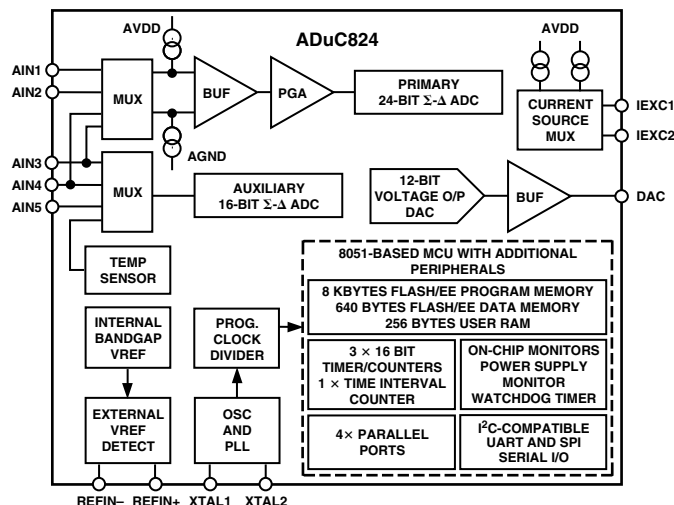 ADuC824
AVDD
AVDD
AIN1
AIN2
MUX
BUF
PGA
PRIMARY
24-BIT Σ-Δ ADC
CURRENT
SOURCE
MUX
IEXC1
IEXC2
AGND
AIN3
AIN4
AIN5
MUX
AUXILIARY
16-BIT Σ-Δ ADC
12-BIT
VOLTAGE O/P
DAC
BUF
DAC
TEMP
SENSOR
8051-BASED MCU WITH ADDITIONAL
PERIPHERALS
8 KBYTES FLASH/EE PROGRAM MEMORY
640 BYTES FLASH/EE DATA MEMORY
256 BYTES USER RAM
INTERNAL
BANDGAP
VREF
PROG.
CLOCK
DIVIDER
3 × 16 BIT
TIMER/COUNTERS
1 × TIME INTERVAL
COUNTER
ON-CHIP MONITORS
POWER SUPPLY
MONITOR
WATCHDOG TIMER
EXTERNAL
VREF
DETECT
OSC
AND
PLL
4× PARALLEL
PORTS
I²C-COMPATIBLE
UART AND SPI
SERIAL I/O
REFIN– REFIN+ XTAL1 XTAL2